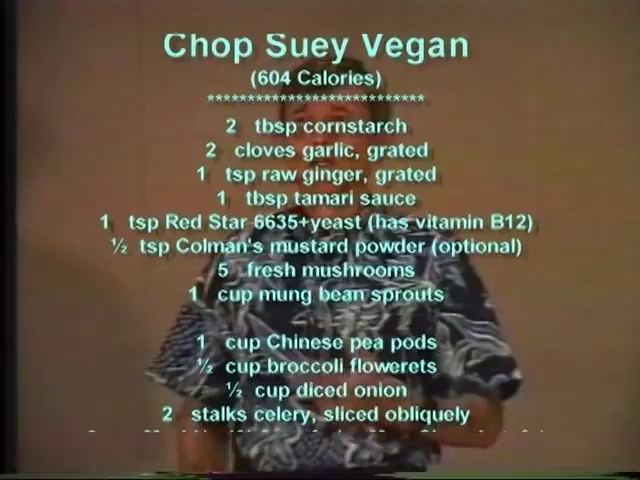 Chop Suey Vegan
(604 Calories)
***************************
2 tbsp cornstarch
2 cloves garlic, grated
1 tsp raw ginger, grated
1 tbsp tamari sauce
1 tsp Red Star 6635+yeast (has vitamin B12)
½ tsp Colman's mustard powder (optional)
5 fresh mushrooms
1 cup mung bean sprouts
1 cup Chinese pea pods
½ cup broccoli flowerets
½ cup diced onion
2 stalks celery, sliced obliquely